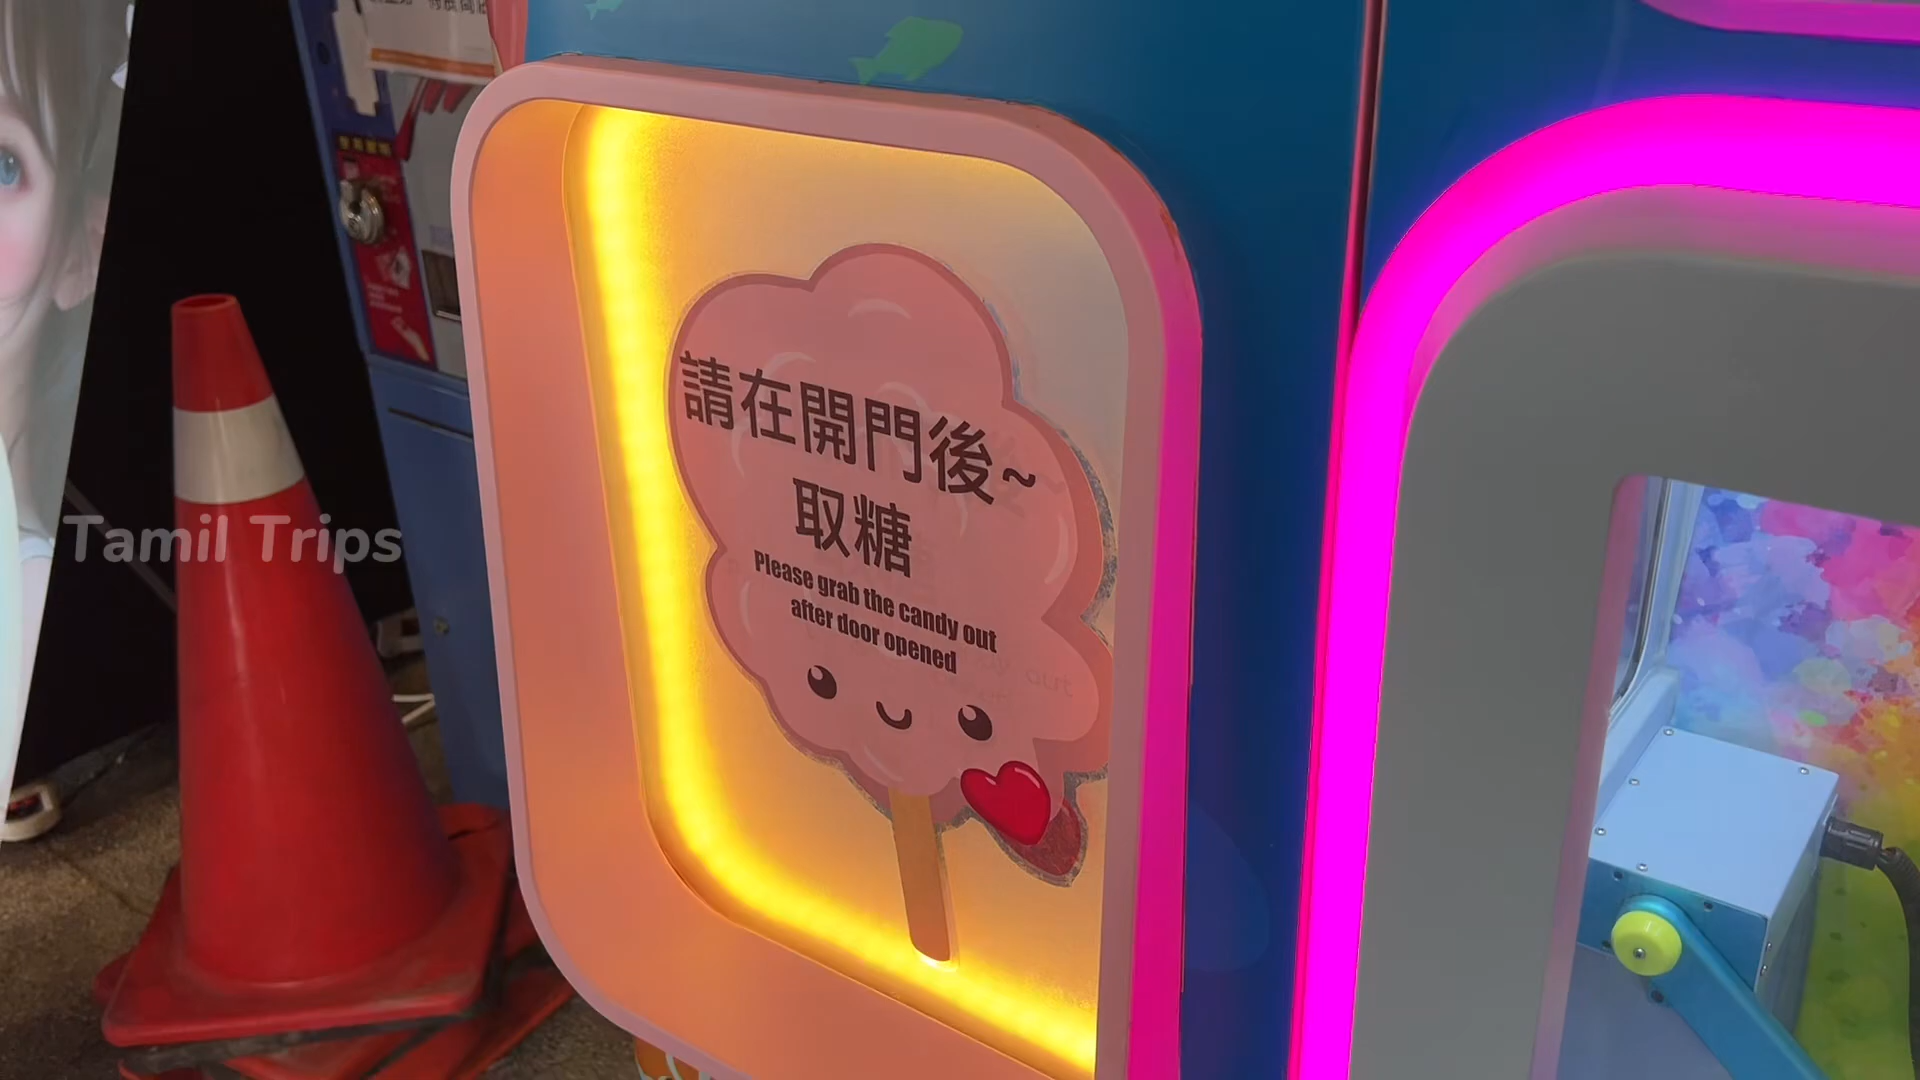 請在開門後~
取糖
Please grab the candy out
after door opened
Tamil Trips